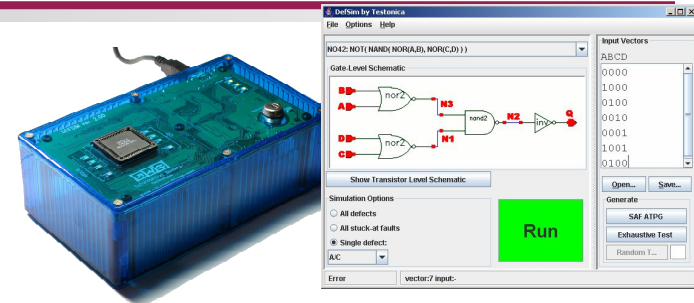 DefSim by Testonica
File Options Help
NO42: NOT( NAND( NOR(A,B), NOR(C,D) ) )
Gate-Level Schematic
B
A
nor2
N3
nand2
N2
inv
Q
D
C
nor2
N1
Show Transistor Level Schematic
Simulation Options
All defects
All stuck-at faults
Single defect:
A/C
Run
Error
vector:7 input:-
Input Vectors
ABCD
0000
1000
0100
0010
0001
1001
0100
Open...
Save...
Generate
SAF ATPG
Exhaustive Test
Random T...